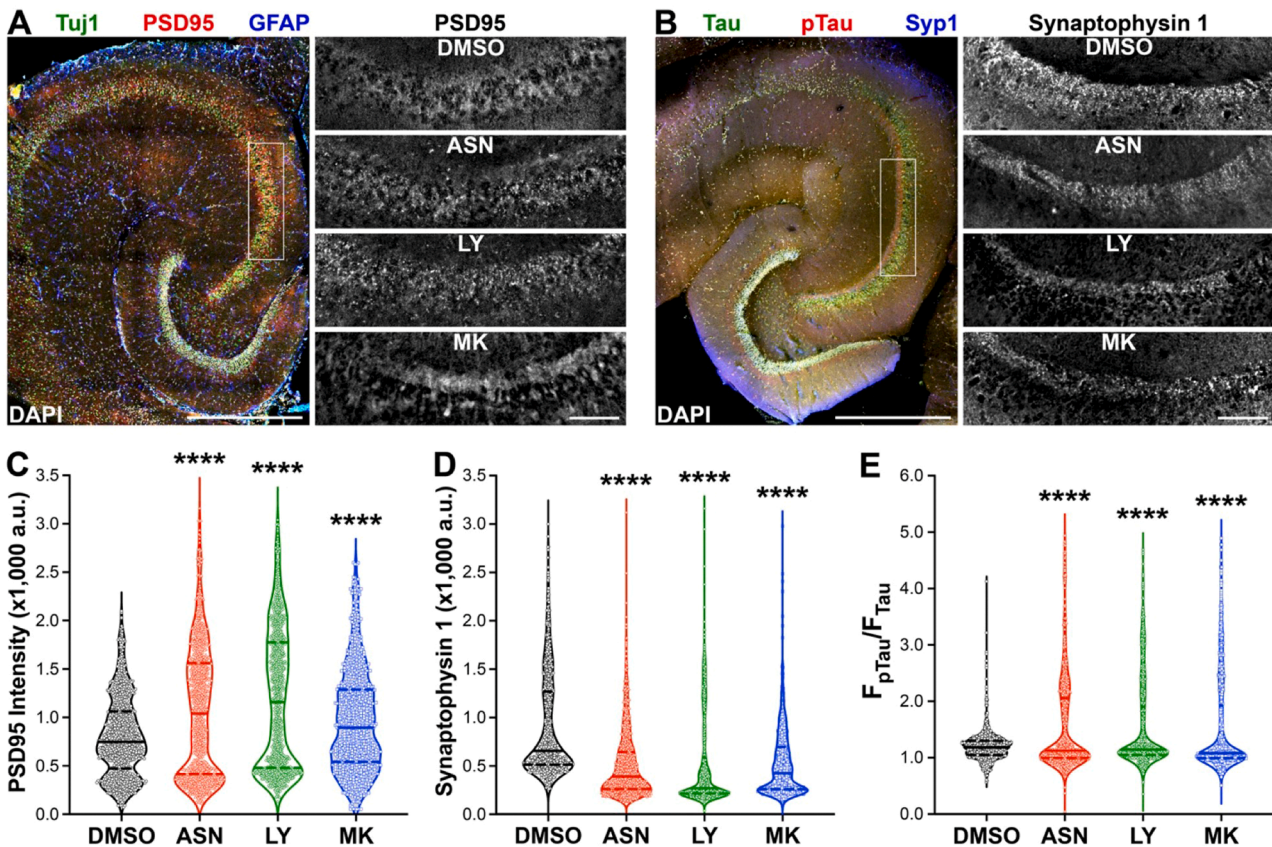 A Tuj1 PSD95 GFAP PSD95
DMSO
ASN
LY
MK
DAPI
B Tau pTau Syp1 Synaptophysin 1
DMSO
ASN
LY
MK
DAPI
C
PSD95 Intensity (x1,000 a.u.)
3.5
3.0
2.5
2.0
1.5
1.0
0.5
0.0
****
****
****
DMSO ASN LY MK
D
Synaptophysin 1 (x1,000 a.u.)
3.5
3.0
2.5
2.0
1.5
1.0
0.5
0.0
****
****
****
DMSO ASN LY MK
E
FpTau/FTau
6.0
5.0
4.0
3.0
2.0
1.0
0.0
****
****
****
DMSO ASN LY MK